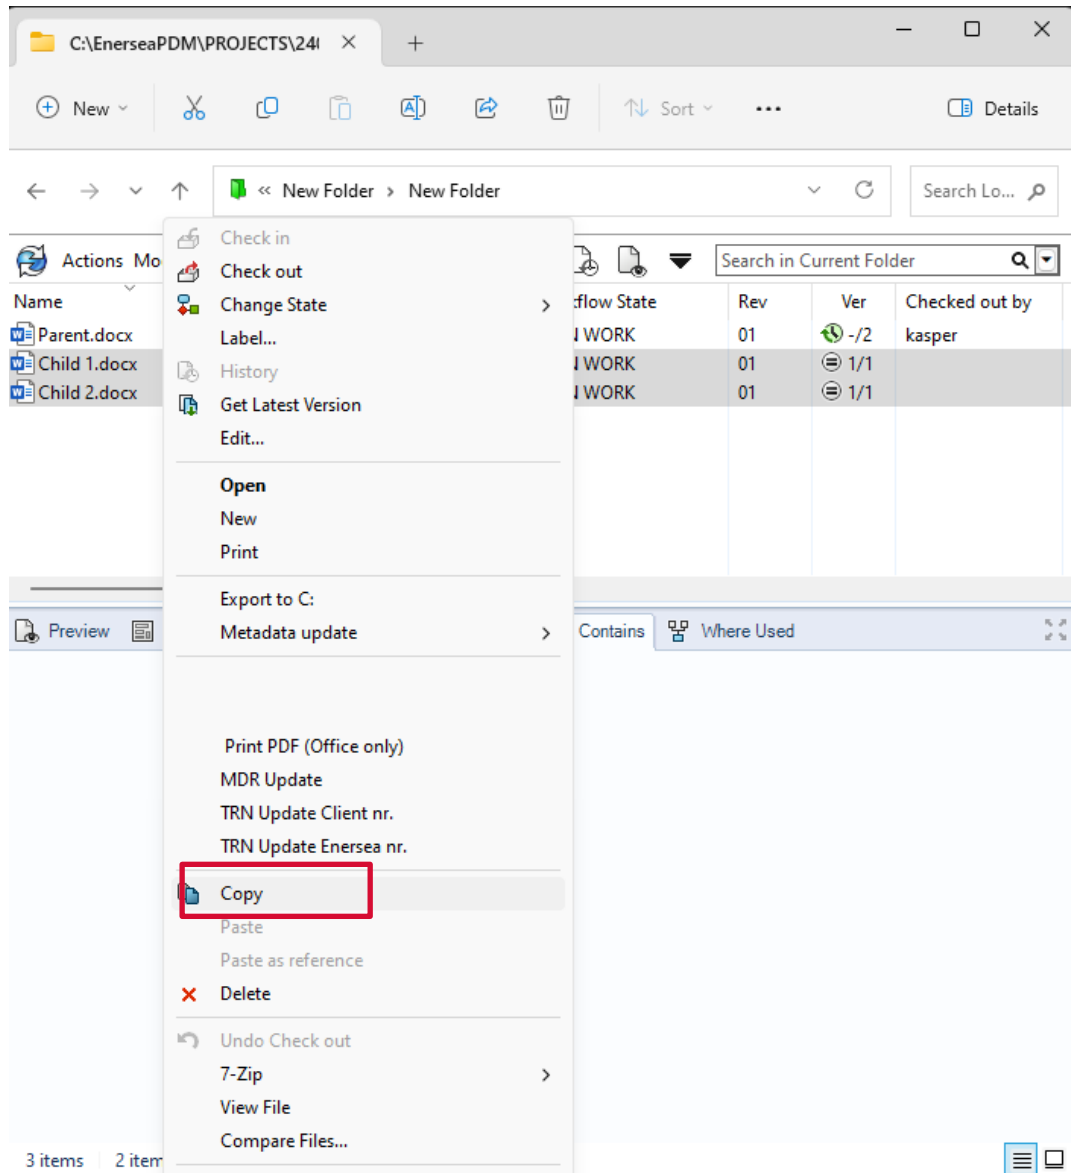 C:\EnerseaPDM\PROJECTS\24
New
Sort
Details
« New Folder > New Folder
Search Lo...
Actions Mo
Search in Current Folder
Name
flow State
Rev
Ver
Checked out by
Parent.docx
WORK
01
-/2
kasper
Child 1.docx
WORK
01
1/1
Child 2.docx
WORK
01
1/1
Check in
Check out
Change State
Label...
History
Get Latest Version
Edit...
Open
New
Print
Export to C:
Metadata update
Preview
Contains
Where Used
Print PDF (Office only)
MDR Update
TRN Update Client nr.
TRN Update Enersea nr.
Copy
Paste
Paste as reference
Delete
Undo Check out
7-Zip
View File
Compare Files...
3 items
2 item